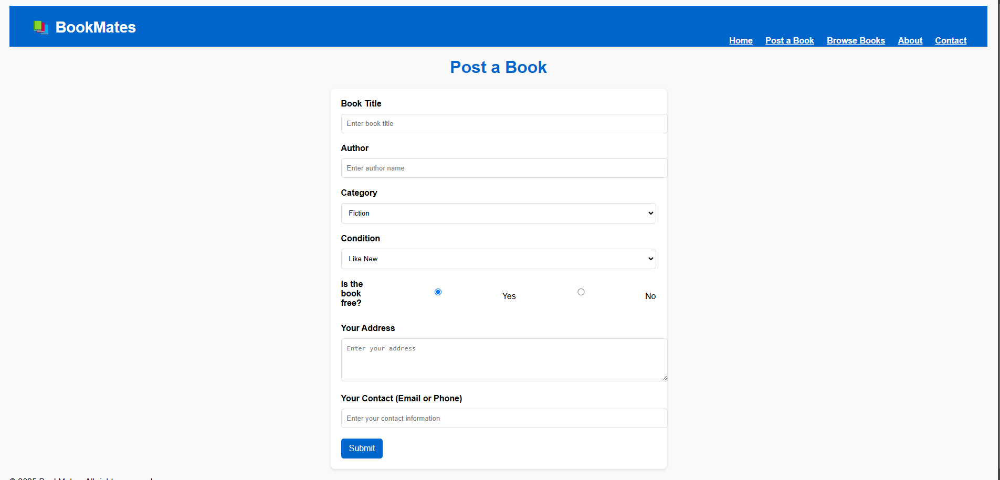 BookMates
Home Post a Book Browse Books About Contact
Post a Book
Book Title
Enter book title
Author
Enter author name
Category
Fiction
Condition
Like New
Is the
book
free?
Yes
No
Your Address
Enter your address
Your Contact (Email or Phone)
Enter your contact information
Submit